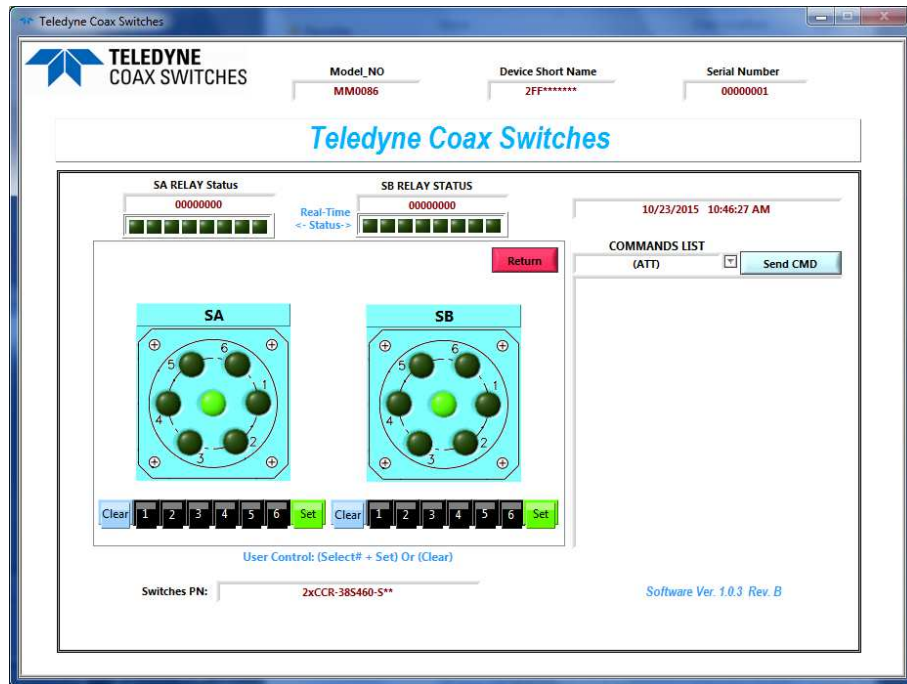 Teledyne Coax Switches
TELEDYNE
COAX SWITCHES
Model_NO
MM0086
Device Short Name
2FF*******
Serial Number
00000001
Teledyne Coax Switches
SA RELAY Status
00000000
Real-Time
<- Status->
SB RELAY STATUS
00000000
10/23/2015 10:46:27 AM
COMMANDS LIST
(ATT)
Send CMD
Return
SA
5 6 1 4 3 2
SB
5 6 1 4 3 2
Clear 1 2 3 4 5 6 Set
Clear 1 2 3 4 5 6 Set
User Control: (Select# + Set) Or (Clear)
Switches PN:
2xCCR-38S460-S**
Software Ver. 1.0.3 Rev. B